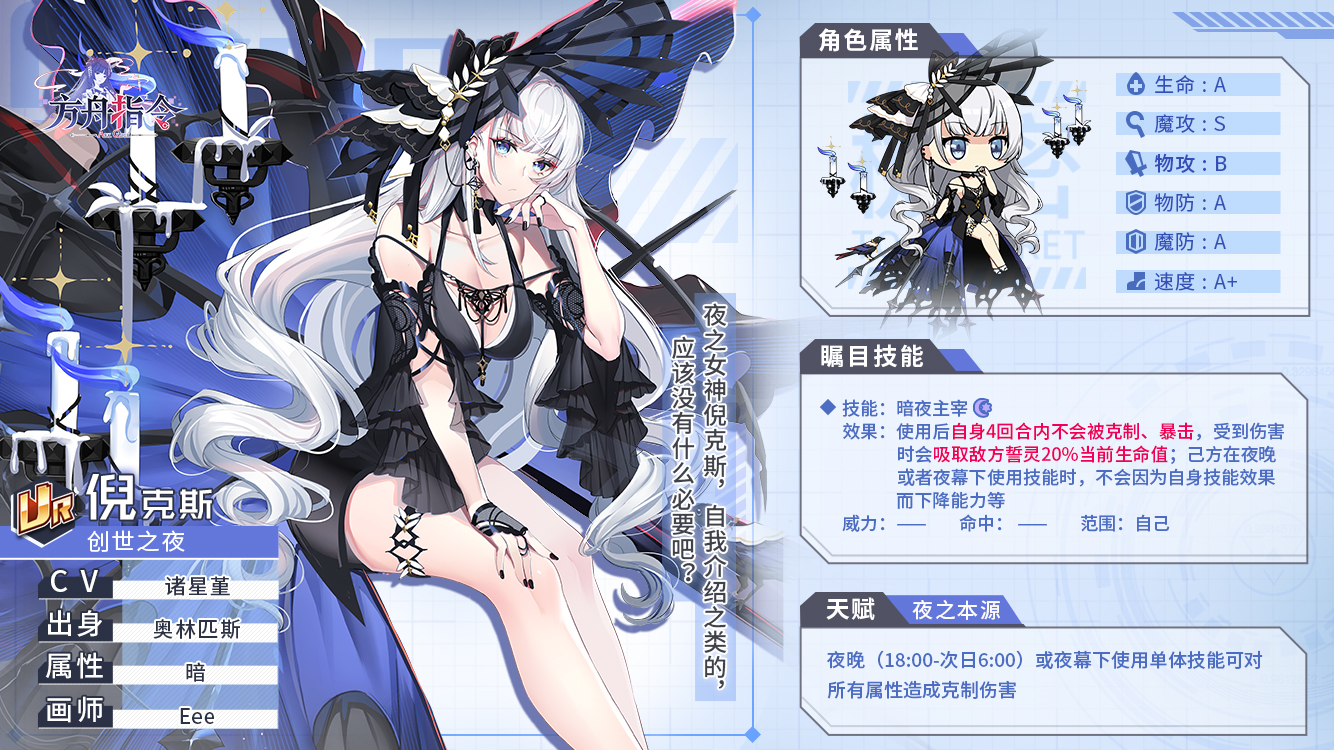 方舟指令
UR
倪克斯
创世之夜
CV 诸星堇
出身 奥林匹斯
属性 暗
画师 Eee
夜之女神倪克斯，自我介绍之类的，
应该没有什么必要吧？
角色属性
生命：A
魔攻：S
物攻：B
物防：A
魔防：A
速度：A+
瞩目技能
技能：暗夜主宰
效果：使用后自身4回合内不会被克制、暴击，受到伤害
时会吸取敌方誓灵20%当前生命值；己方在夜晚
或者夜幕下使用技能时，不会因为自身技能效果
而下降能力等
威力：—— 命中：—— 范围：自己
天赋 夜之本源
夜晚（18:00-次日6:00）或夜幕下使用单体技能可对
所有属性造成克制伤害